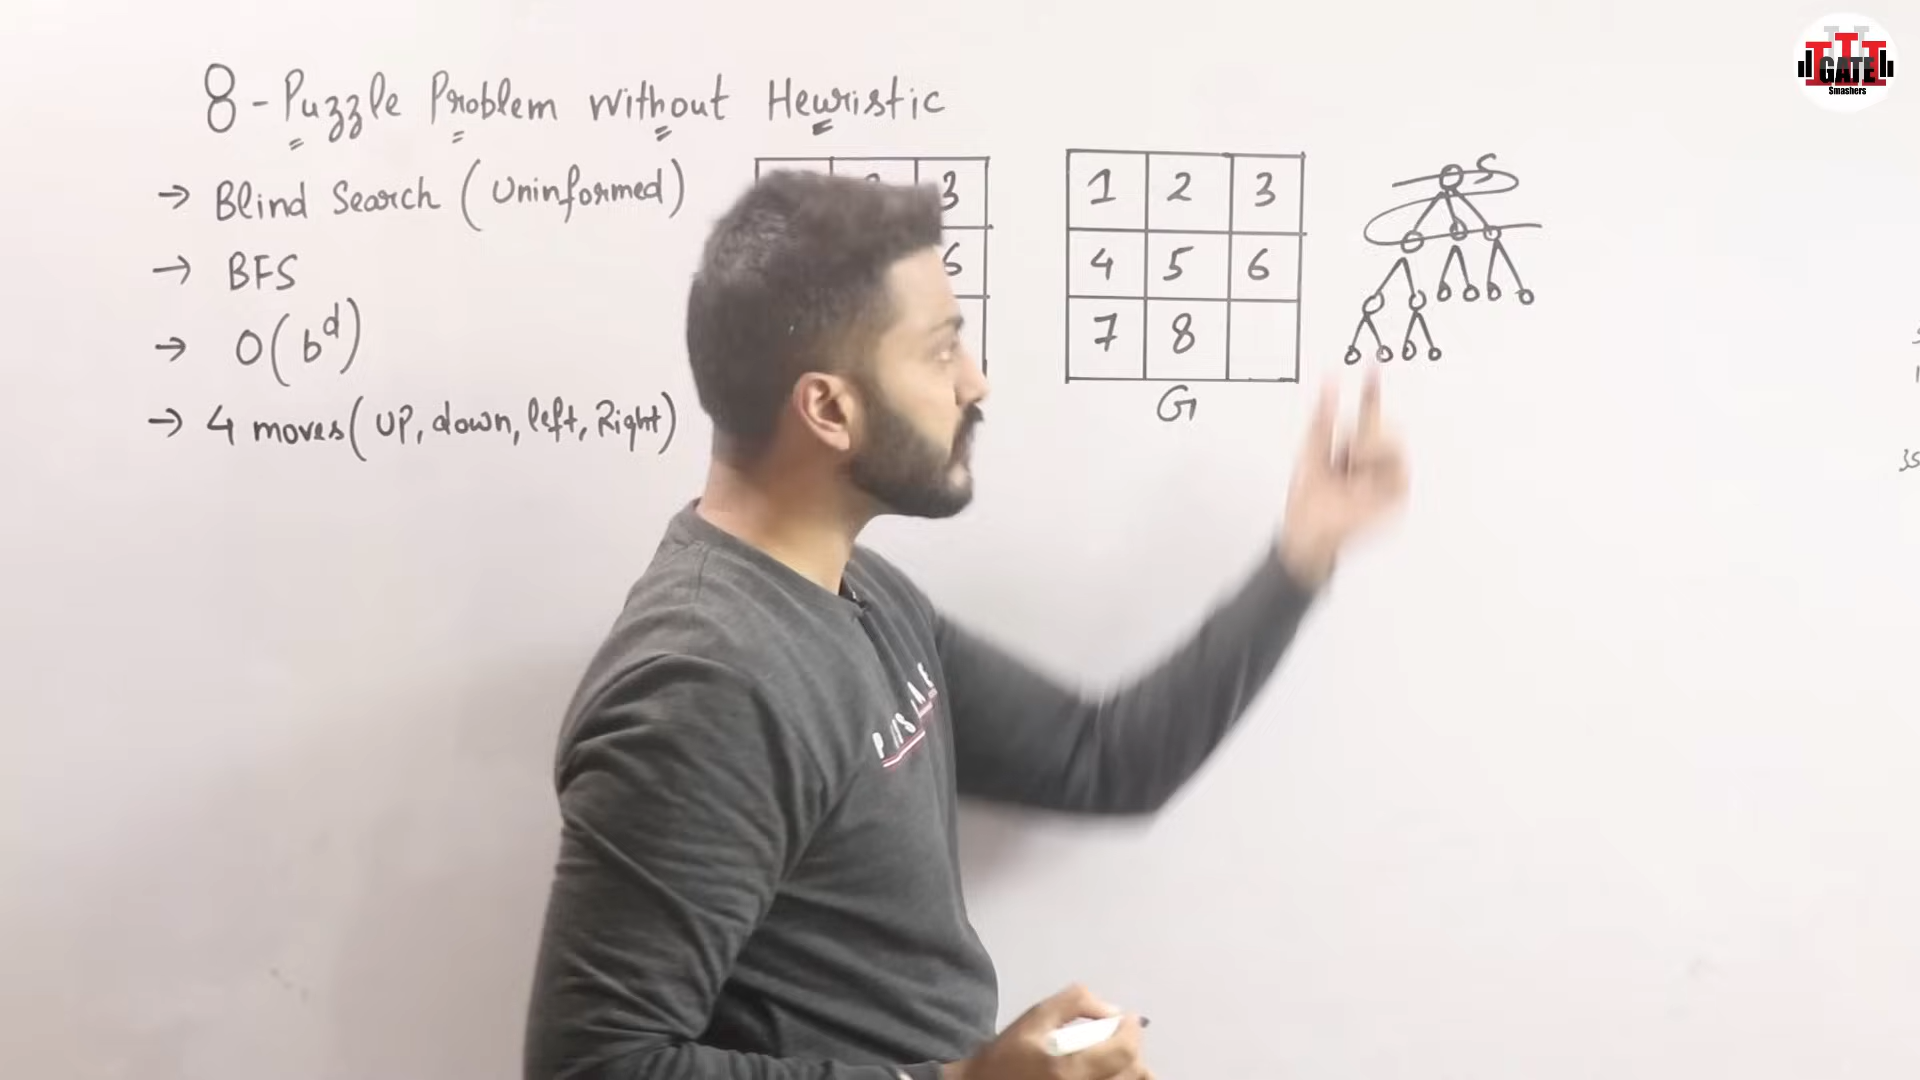 8-Puzzle Problem without Heuristic
→ Blind Search (Uninformed)
→ BFS
→ O(b^d)
→ 4 moves (UP, down, left, Right)
3
6
1 2 3
4 5 6
7 8
G
S
GATE
Smashers